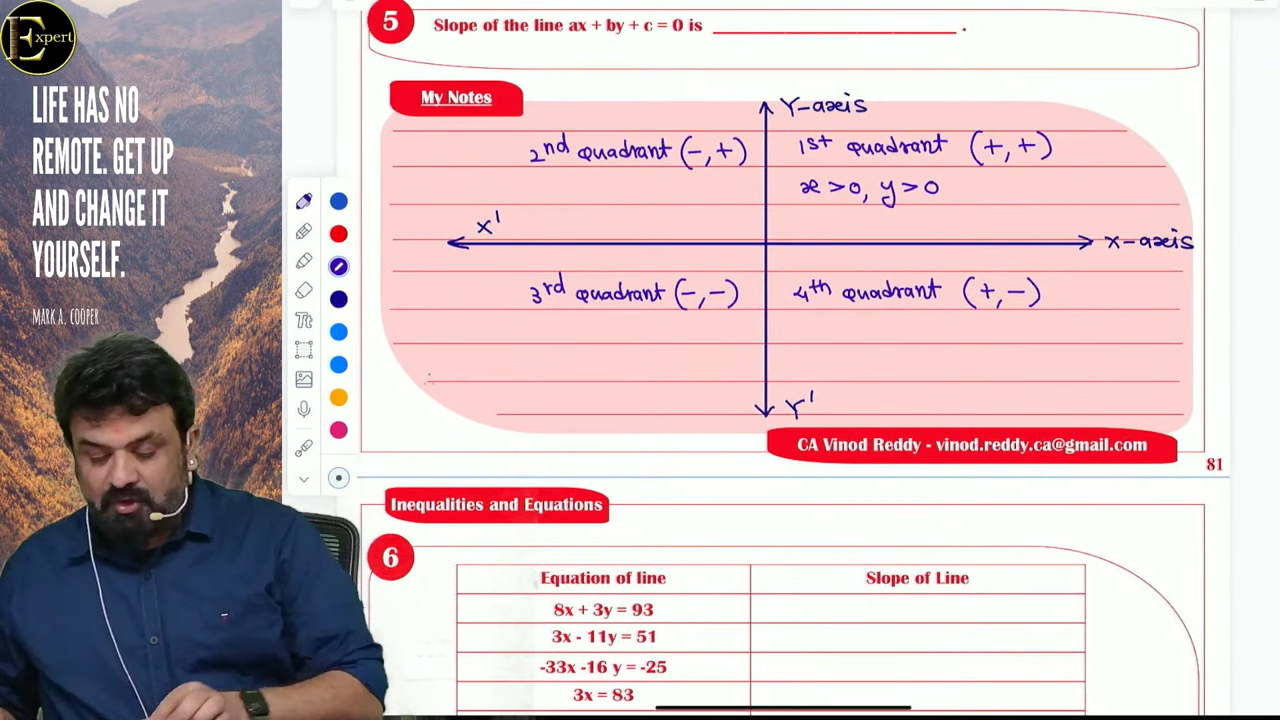 Expert
LIFE HAS NO
REMOTE. GET UP
AND CHANGE IT
YOURSELF.
MARK A. COOPER
5
Slope of the line ax + by + c = 0 is ______________________ .
My Notes
Y-axis
2nd quadrant (-, +)
1st quadrant (+, +)
x > 0, y > 0
X'
X-axis
3rd quadrant (-, -)
4th quadrant (+, -)
Y'
CA Vinod Reddy - vinod.reddy.ca@gmail.com
81
Inequalities and Equations
6
Equation of line
Slope of Line
8x + 3y = 93
3x - 11y = 51
-33x -16 y = -25
3x = 83
Tt